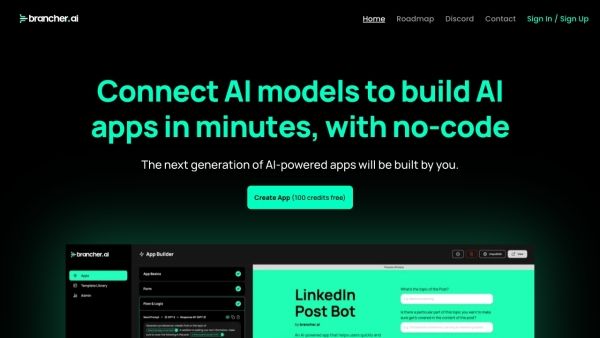 brancher.ai
Home Roadmap Discord Contact Sign In / Sign Up
Connect AI models to build AI
apps in minutes, with no-code
The next generation of AI-powered apps will be built by you.
Create App (100 credits free)
brancher.ai
App Builder
View
Apps
Template Library
Admin
App Basics
Form
Flow & Logic
LinkedIn
Post Bot
by brancher.ai
An AI-powered app that helps users quickly and
What's the topic of the Post?
Is there a particular part of this topic, you want to make
sure gets covered in the content of the post?